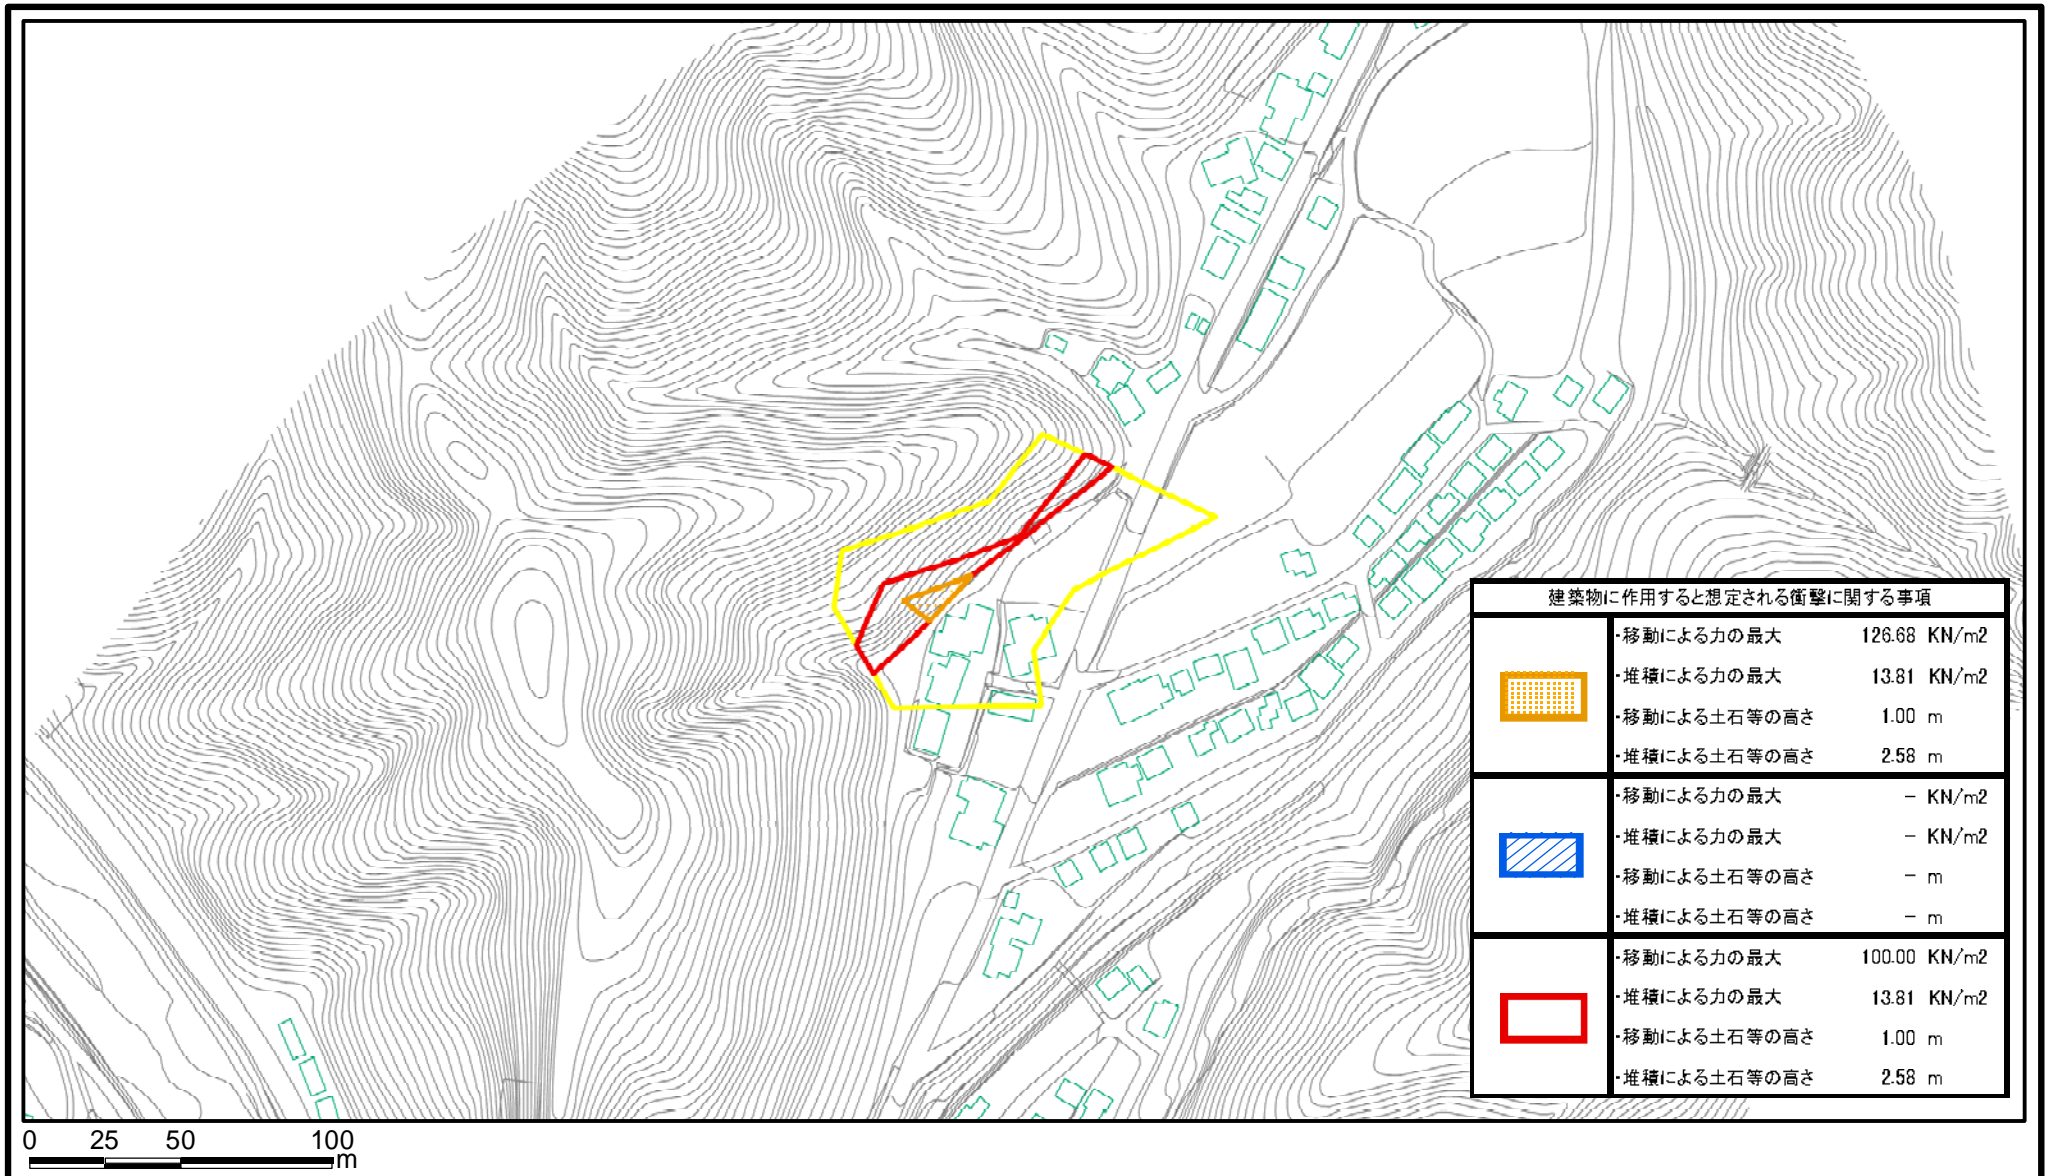 建築物に作用すると想定される衝撃に関する事項
・移動による力の最大 126.68 KN/m2
・堆積による力の最大 13.81 KN/m2
・移動による土石等の高さ 1.00 m
・堆積による土石等の高さ 2.58 m
・移動による力の最大 － KN/m2
・堆積による力の最大 － KN/m2
・移動による土石等の高さ － m
・堆積による土石等の高さ － m
・移動による力の最大 100.00 KN/m2
・堆積による力の最大 13.81 KN/m2
・移動による土石等の高さ 1.00 m
・堆積による土石等の高さ 2.58 m
0 25 50 100
m